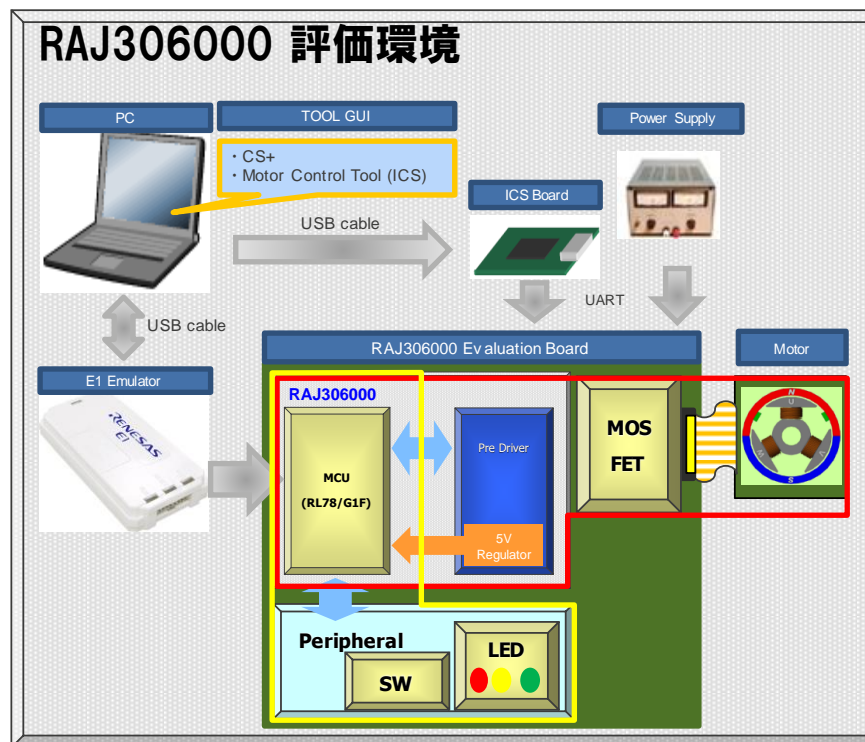 RAJ306000 評価環境
PC
TOOL GUI
Power Supply
・CS+
・Motor Control Tool (ICS)
ICS Board
USB cable
UART
USB cable
RAJ306000 Evaluation Board
Motor
E1 Emulator
RAJ306000
RENESAS
E1
MCU
(RL78/G1F)
Pre Driver
MOS
FET
N
U
V
W
S
5V
Regulator
Peripheral
LED
SW